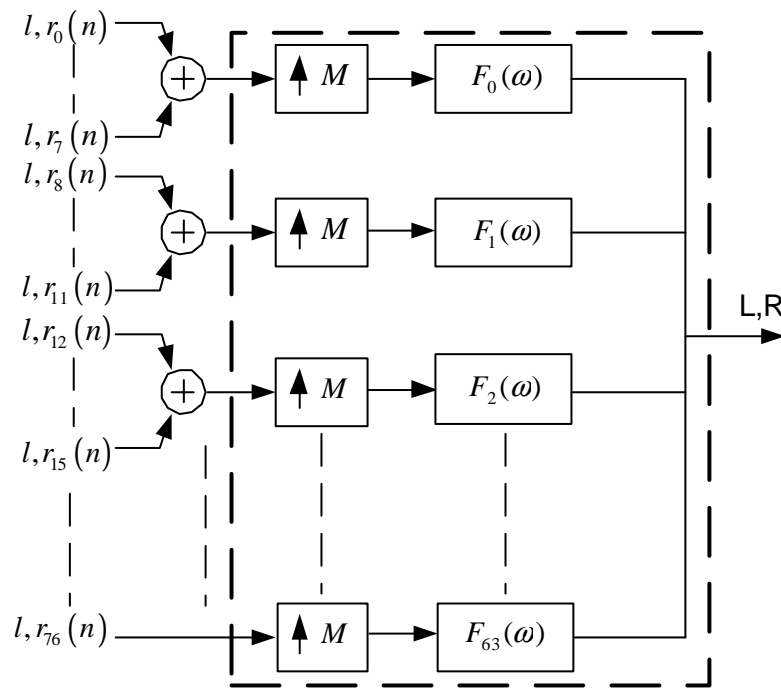 l,r₀(n)
M
F₀(ω)
l,r₇(n)
l,r₈(n)
M
F₁(ω)
l,r₁₁(n)
L,R
l,r₁₂(n)
M
F₂(ω)
l,r₁₅(n)
l,r₇₆(n)
M
F₆₃(ω)